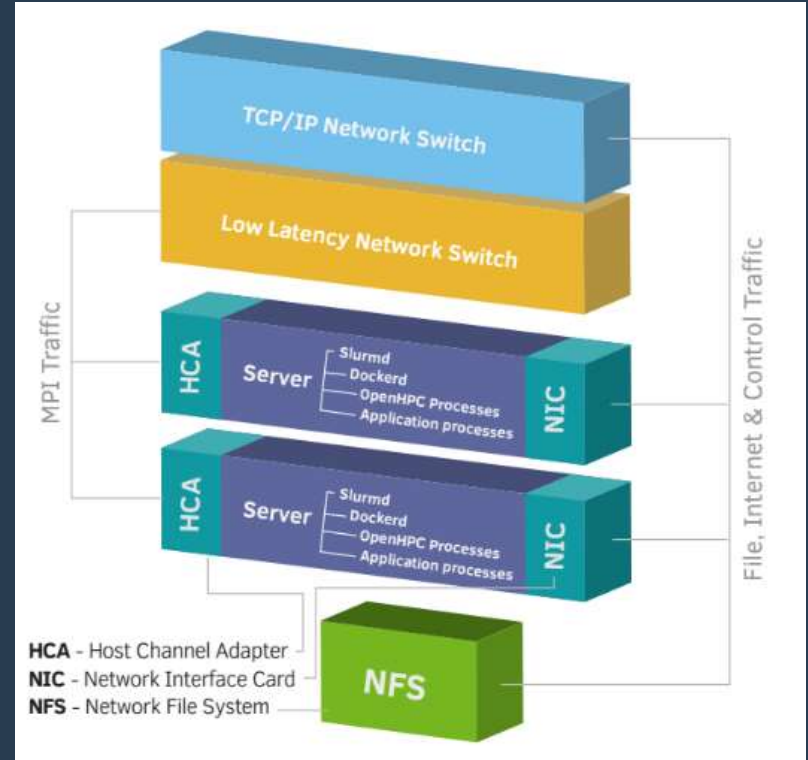 TCP/IP Network Switch
Low Latency Network Switch
MPI Traffic
File, Internet & Control Traffic
HCA
Server
Slurmd
Dockerd
OpenHPC Processes
Application processes
NIC
HCA
Server
Slurmd
Dockerd
OpenHPC Processes
Application processes
NIC
HCA - Host Channel Adapter
NIC - Network Interface Card
NFS - Network File System
NFS